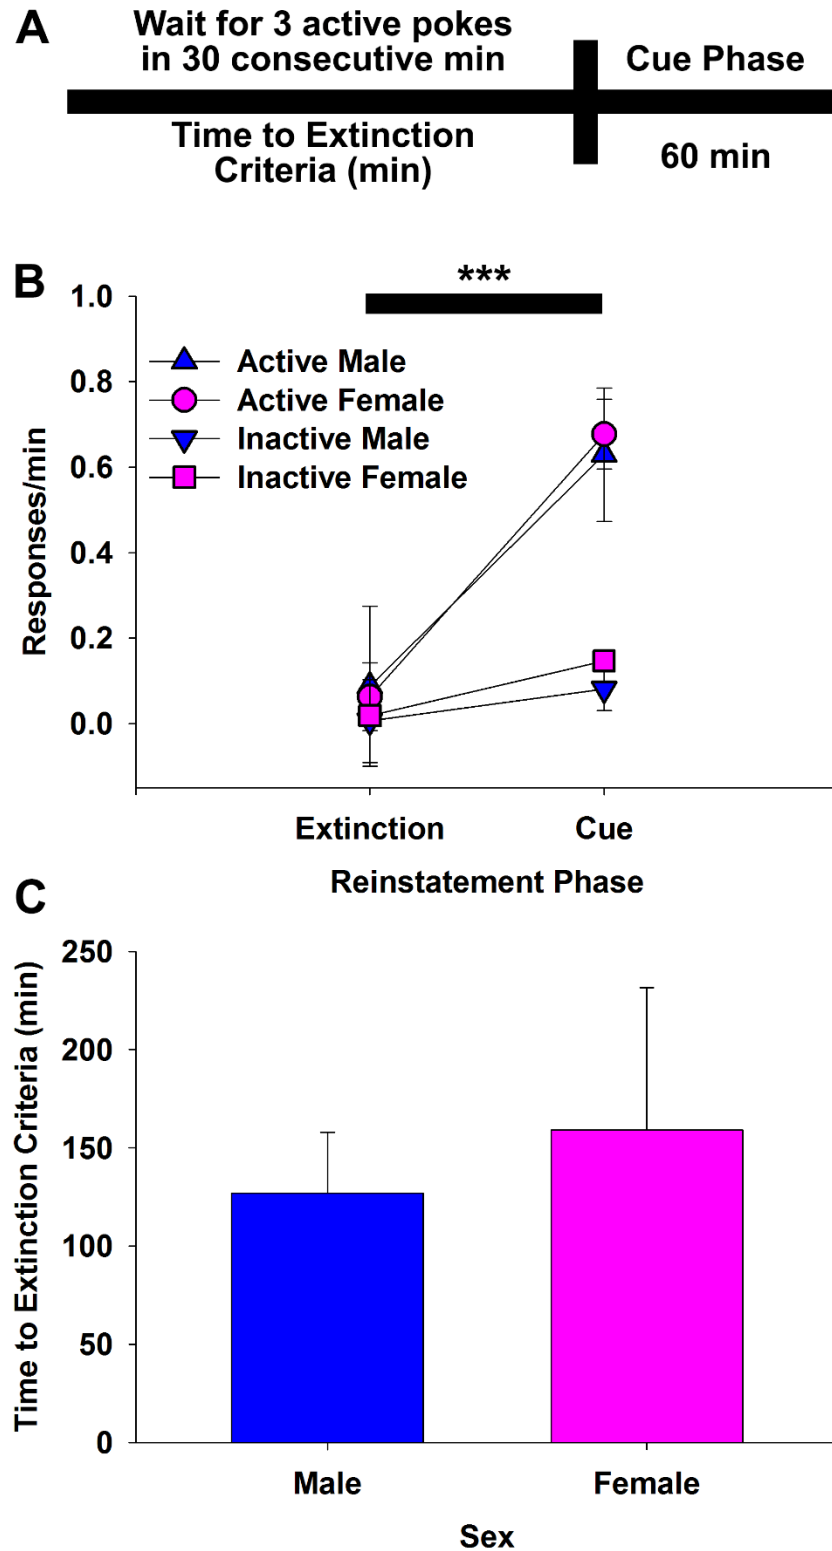 A
Wait for 3 active pokes
in 30 consecutive min
Cue Phase
Time to Extinction
Criteria (min)
60 min
B
***
1.0
0.8
0.6
0.4
0.2
0.0
Responses/min
Active Male
Active Female
Inactive Male
Inactive Female
Extinction
Cue
Reinstatement Phase
C
250
200
150
100
50
0
Time to Extinction Criteria (min)
Male
Female
Sex